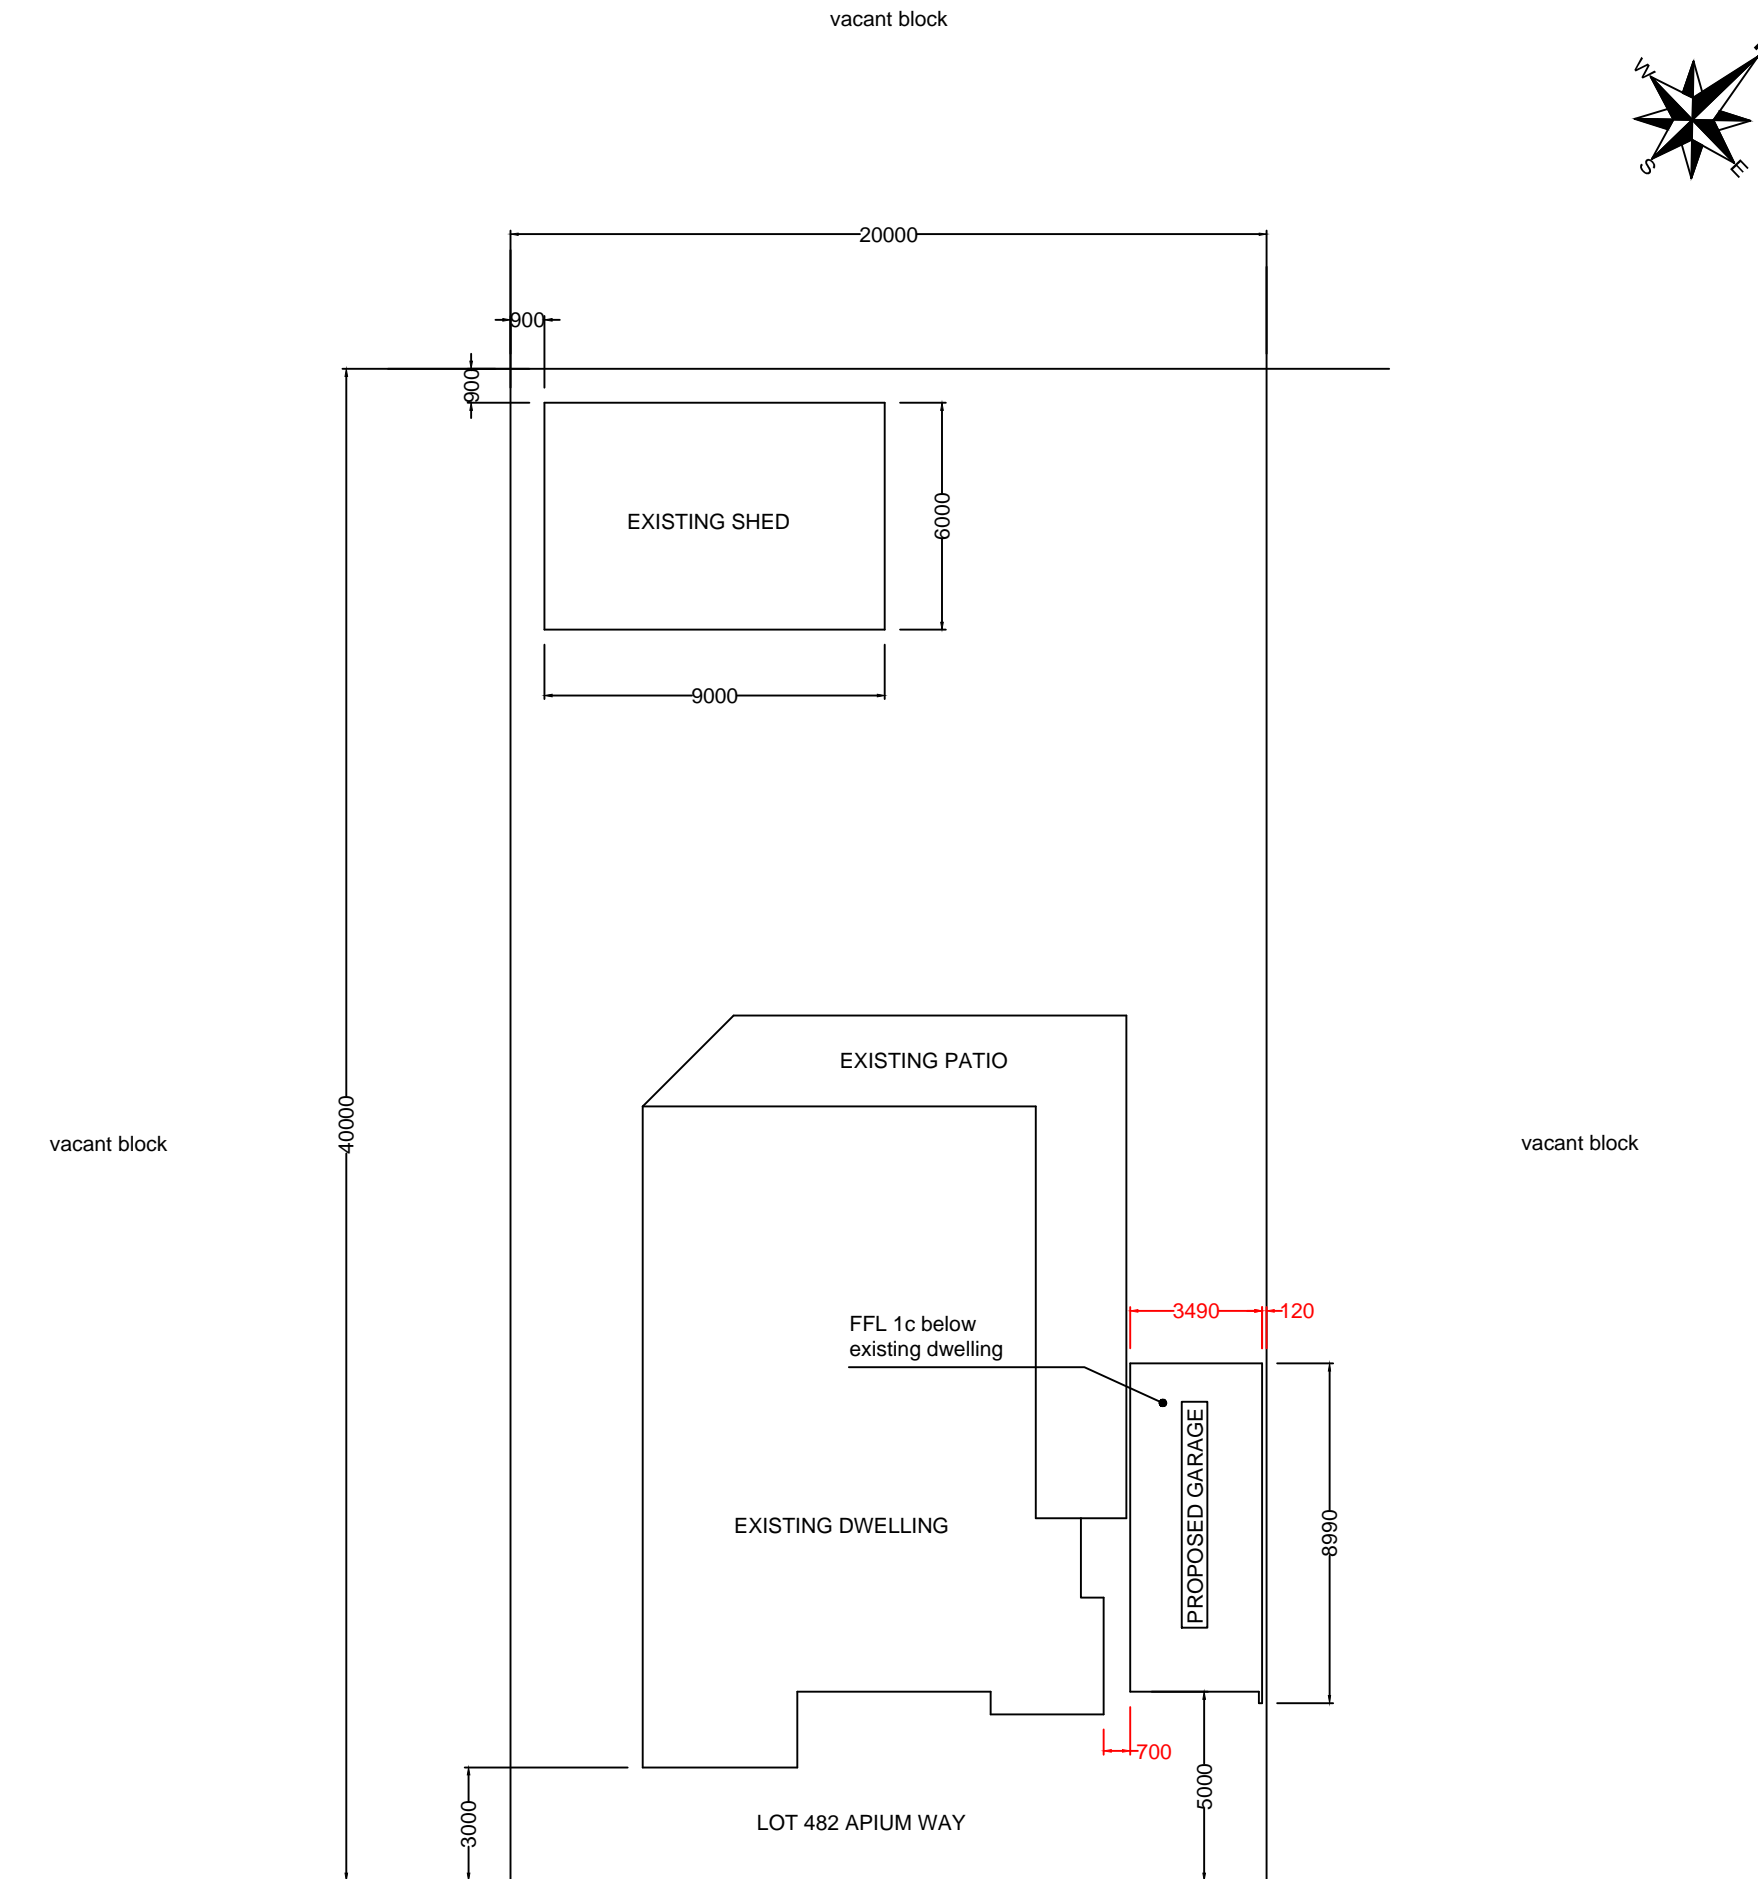 vacant block
W
S
E
20000
900
900
EXISTING SHED
6000
9000
EXISTING PATIO
40000
vacant block
vacant block
3490
120
FFL 1c below
existing dwelling
PROPOSED GARAGE
8990
EXISTING DWELLING
700
5000
3000
LOT 482 APIUM WAY